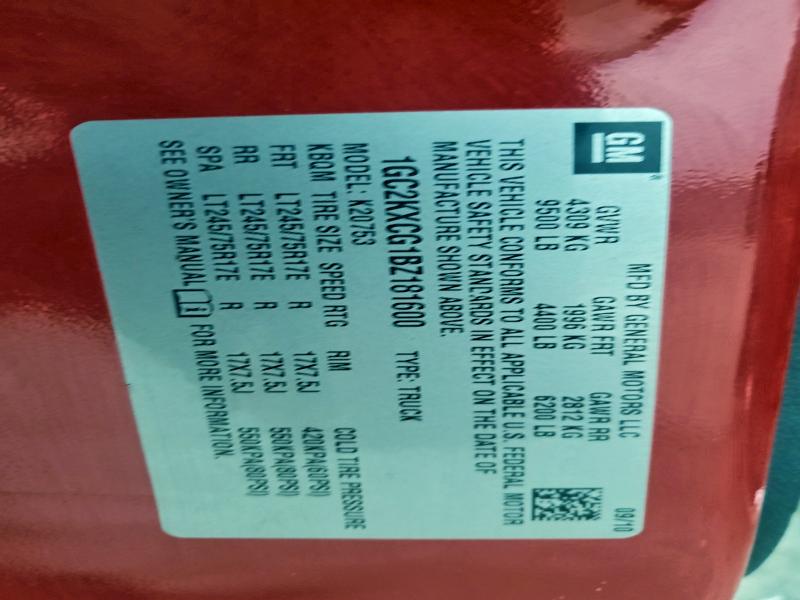 GM
MFD BY GENERAL MOTORS LLC 09/10
GVWR GAWR FRT GAWR RR
4309 KG 1996 KG 2812 KG
9500 LB 4400 LB 6200 LB
THIS VEHICLE CONFORMS TO ALL APPLICABLE U.S. FEDERAL MOTOR
VEHICLE SAFETY STANDARDS IN EFFECT ON THE DATE OF
MANUFACTURE SHOWN ABOVE.
1GC2KXCG1BZ181600 TYPE: TRUCK
MODEL: K20753
KBQM TIRE SIZE SPEED RTG RIM COLD TIRE PRESSURE
FRT LT245/75R17E R 17X7.5J 420KPA(60PSI)
RR LT245/75R17E R 17X7.5J 550KPA(80PSI)
SPA LT245/75R17E R 17X7.5J 550KPA(80PSI)
SEE OWNER'S MANUAL FOR MORE INFORMATION.